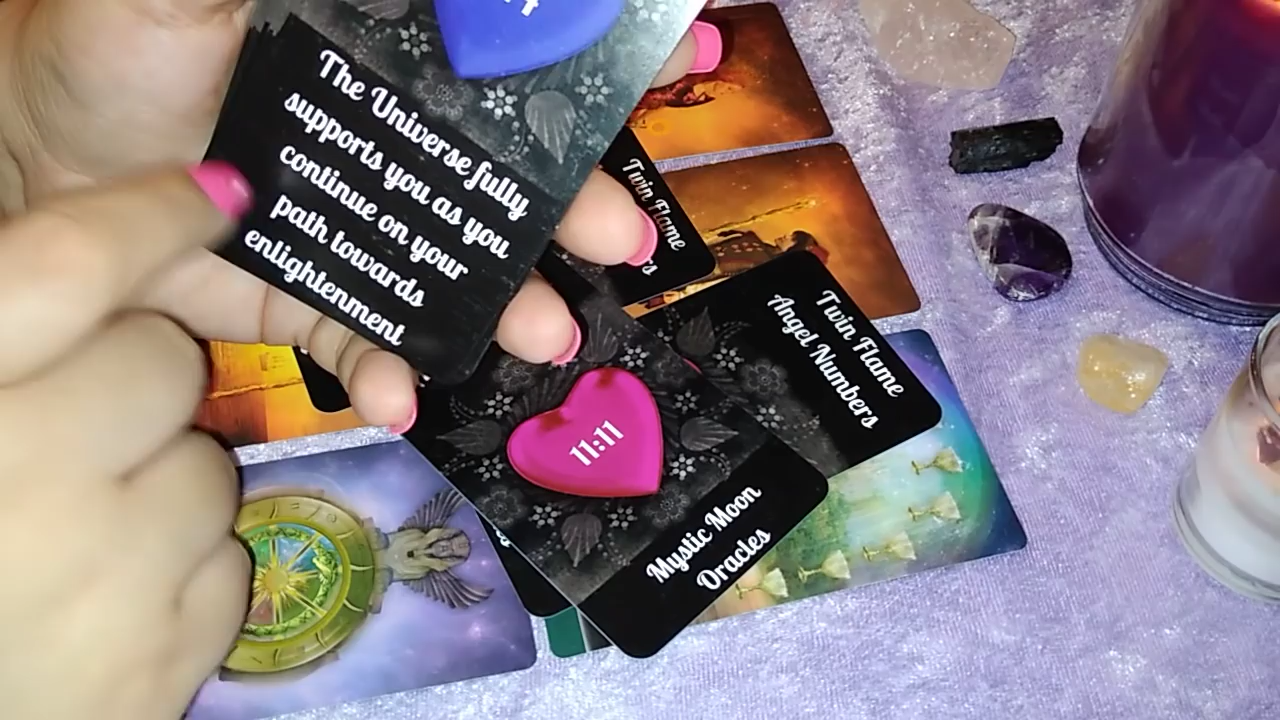 The Universe fully
supports you as you
continue on your
path towards
enlightenment
Twin Flame
Twin Flame
Angel Numbers
11:11
Mystic Moon
Oracles